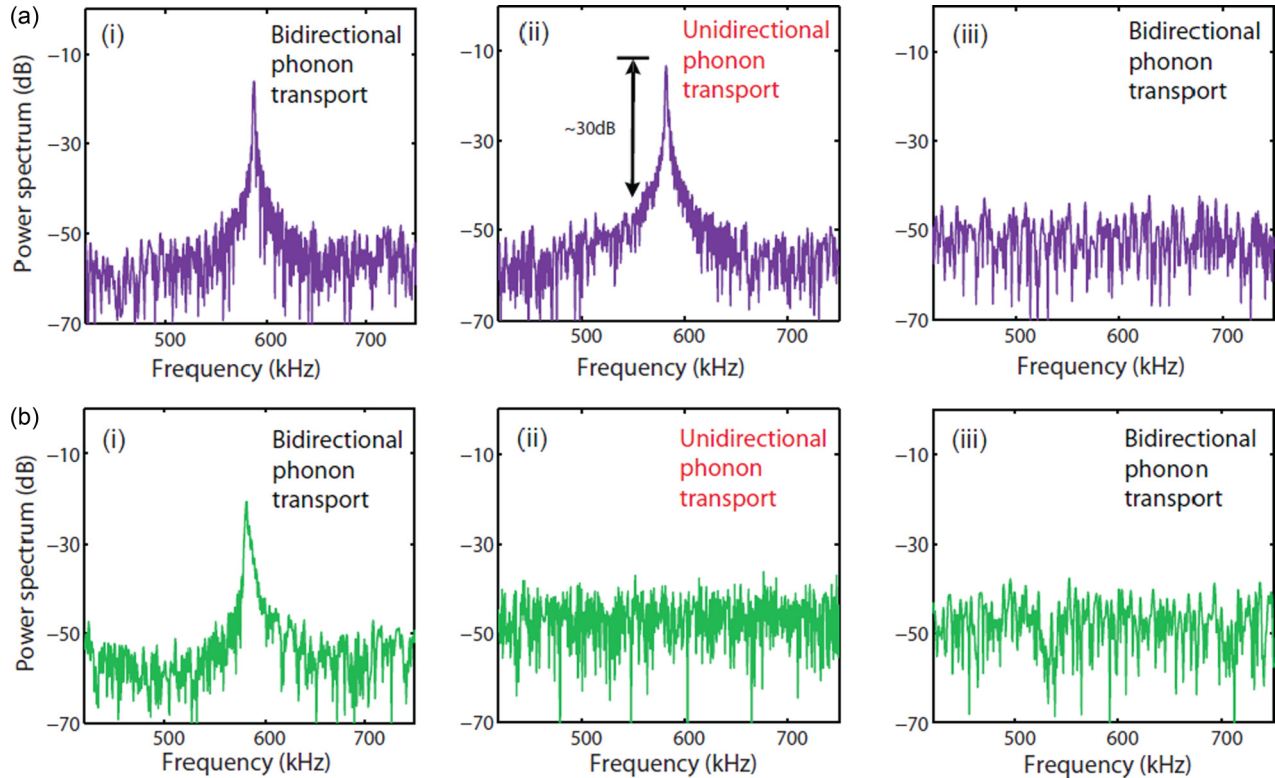 (a)
(i)
Bidirectional
phonon
transport
Power spectrum (dB)
−10
−30
−50
−70
500
600
700
Frequency (kHz)
(ii)
Unidirectional
phonon
transport
~30dB
−10
−30
−50
−70
500
600
700
Frequency (kHz)
(iii)
Bidirectional
phonon
transport
−10
−30
−50
−70
500
600
700
Frequency (kHz)
(b)
(i)
Bidirectional
phonon
transport
Power spectrum (dB)
−10
−30
−50
−70
500
600
700
Frequency (kHz)
(ii)
Unidirectional
phonon
transport
−10
−30
−50
−70
500
600
700
Frequency (kHz)
(iii)
Bidirectional
phonon
transport
−10
−30
−50
−70
500
600
700
Frequency (kHz)